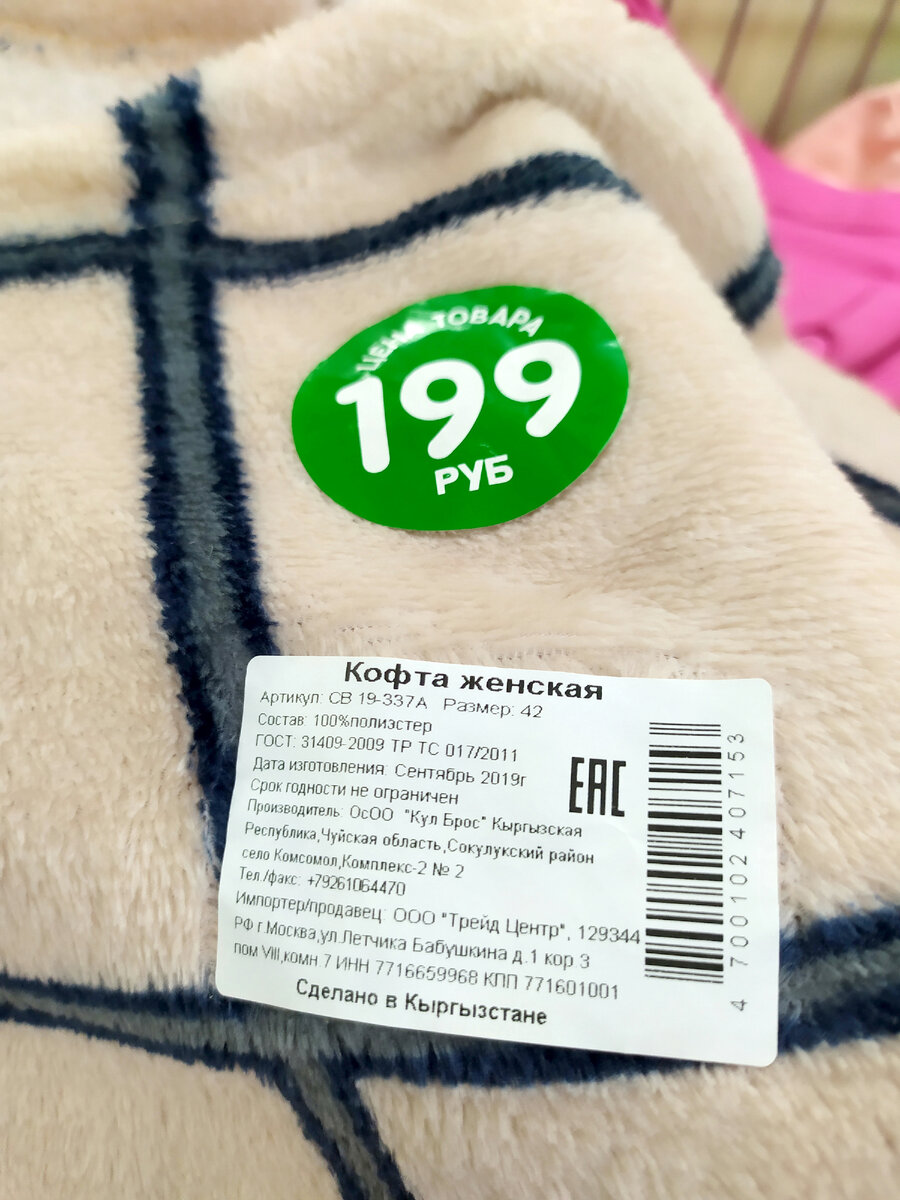 ЦЕНА ТОВАРА
199
РУБ
Кофта женская
Артикул: СВ 19-337А Размер: 42
Состав: 100%полиэстер
ГОСТ: 31409-2009 ТР ТС 017/2011
Дата изготовления: Сентябрь 2019г
Срок годности не ограничен
Производитель: ОсОО "Кул Брос" Кыргызская
Республика,Чуйская область,Сокулукский район
село Комсомол,Комплекс-2 № 2
Тел./факс: +79261064470
Импортер/продавец: ООО "Трейд Центр", 129344
РФ г.Москва,ул.Летчика Бабушкина д.1 кор 3
пом VIII,комн 7 ИНН 7716659968 КПП 771601001
Сделано в Кыргызстане
EAC
4 700102 407153